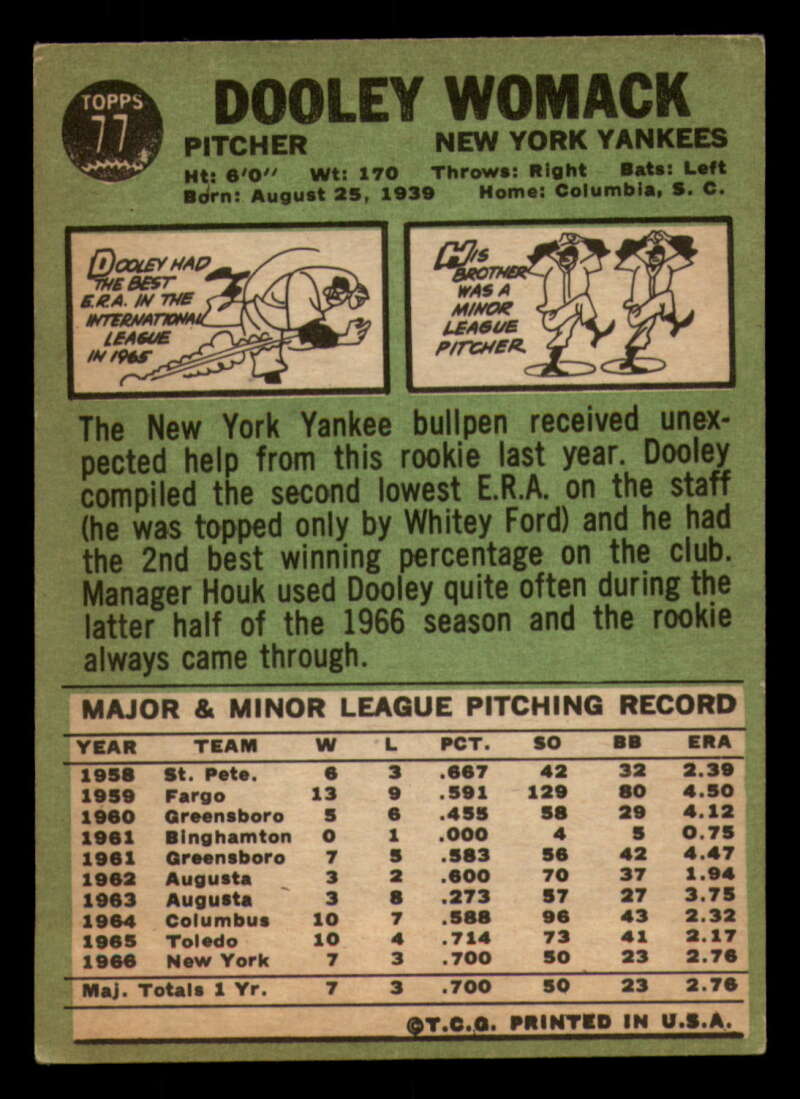 TOPPS
77
DOOLEY WOMACK
PITCHER NEW YORK YANKEES
Ht: 6'0" Wt: 170 Throws: Right Bats: Left
Born: August 25, 1939 Home: Columbia, S. C.
DOOLEY HAD
THE BEST
E.R.A. IN THE
INTERNATIONAL
LEAGUE
IN 1965
HIS
BROTHER
WAS A
MINOR
LEAGUE
PITCHER
The New York Yankee bullpen received unex-
pected help from this rookie last year. Dooley
compiled the second lowest E.R.A. on the staff
(he was topped only by Whitey Ford) and he had
the 2nd best winning percentage on the club.
Manager Houk used Dooley quite often during the
latter half of the 1966 season and the rookie
always came through.
MAJOR & MINOR LEAGUE PITCHING RECORD
YEAR TEAM W L PCT. SO BB ERA
1958 St. Pete. 6 3 .667 42 32 2.39
1959 Fargo 13 9 .591 129 80 4.50
1960 Greensboro 5 6 .455 58 29 4.12
1961 Binghamton 0 1 .000 4 5 0.75
1961 Greensboro 7 5 .583 56 42 4.47
1962 Augusta 3 2 .600 70 37 1.94
1963 Augusta 3 8 .273 57 27 3.75
1964 Columbus 10 7 .588 96 43 2.32
1965 Toledo 10 4 .714 73 41 2.17
1966 New York 7 3 .700 50 23 2.76
Maj. Totals 1 Yr. 7 3 .700 50 23 2.76
©T.C.G. PRINTED IN U.S.A.